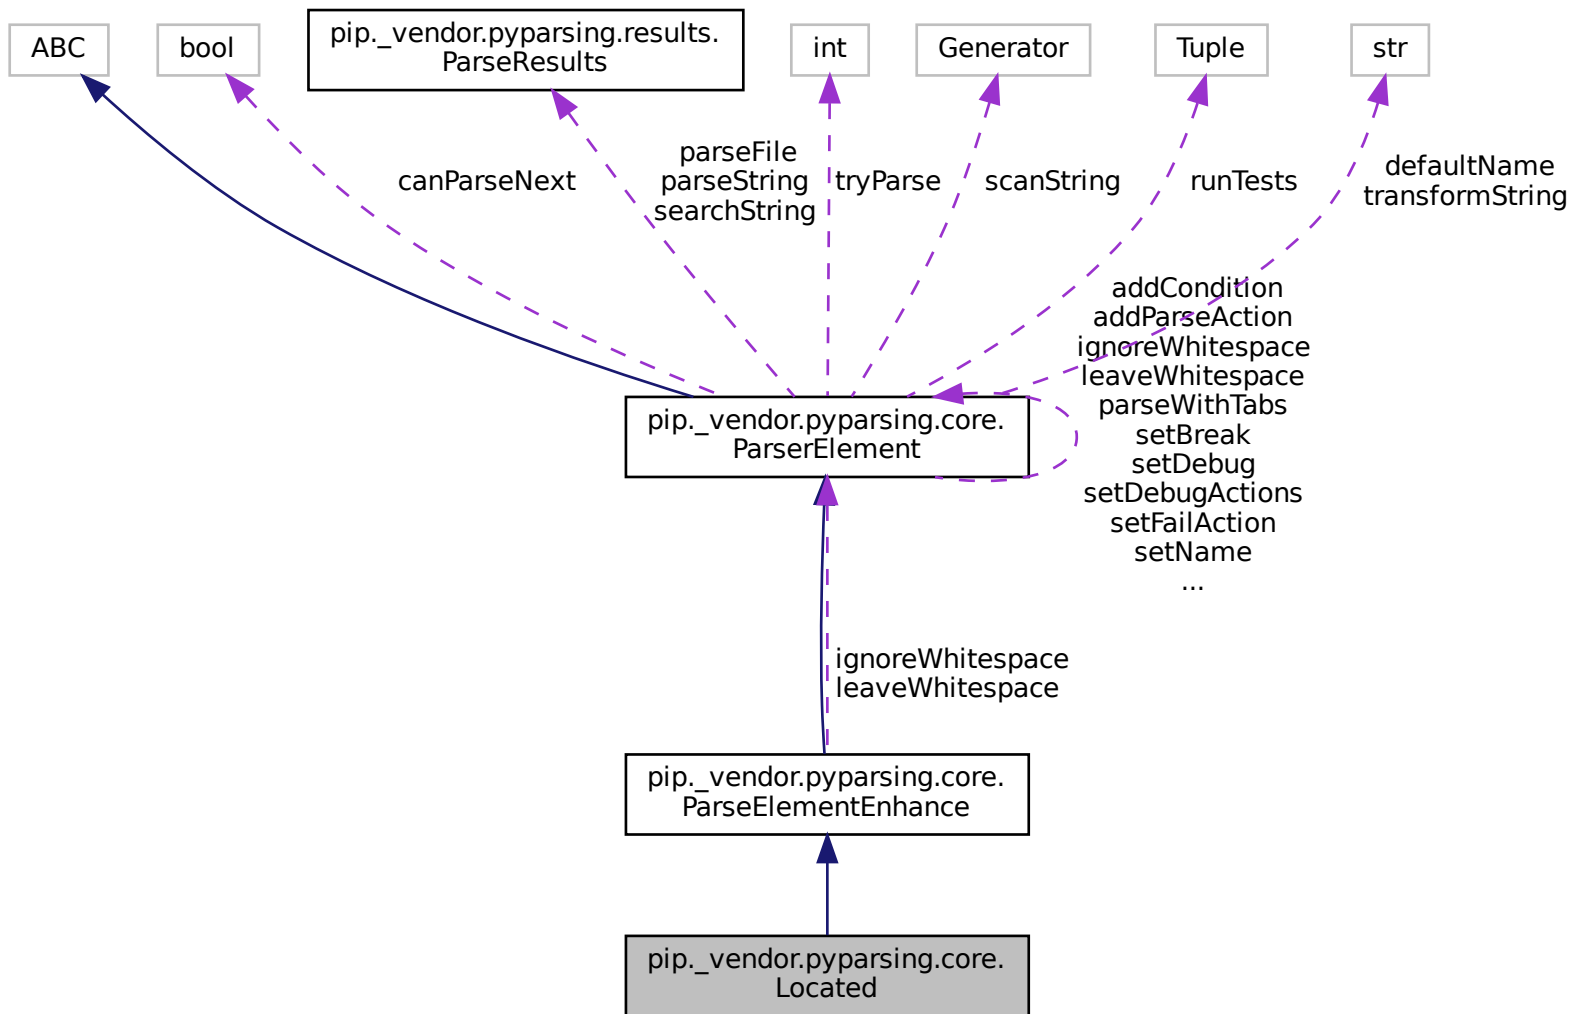 ABC
bool
pip._vendor.pyparsing.results.
ParseResults
int
Generator
Tuple
str
canParseNext
parseFile
parseString
searchString
tryParse
scanString
runTests
defaultName
transformString
addCondition
addParseAction
ignoreWhitespace
leaveWhitespace
parseWithTabs
setBreak
setDebug
setDebugActions
setFailAction
setName
...
pip._vendor.pyparsing.core.
ParserElement
ignoreWhitespace
leaveWhitespace
pip._vendor.pyparsing.core.
ParseElementEnhance
pip._vendor.pyparsing.core.
Located